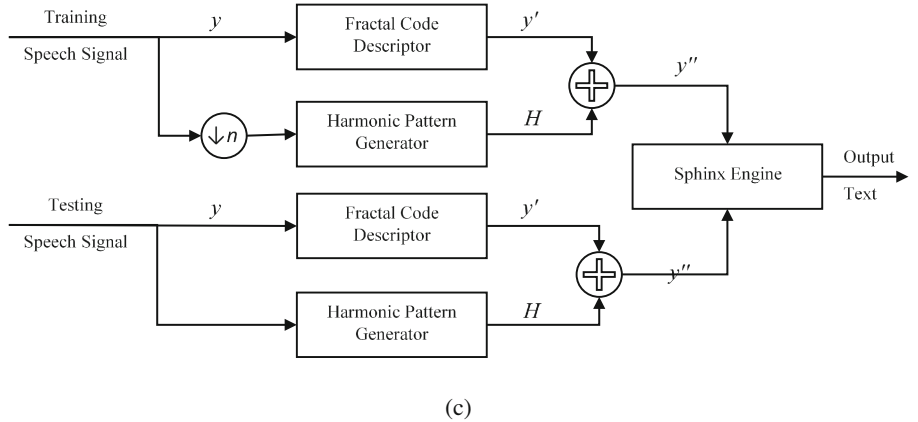 Training
Speech Signal
y
Fractal Code
Descriptor
y'
y''
↓n
Harmonic Pattern
Generator
H
Sphinx Engine
Output
Text
Testing
Speech Signal
y
Fractal Code
Descriptor
y'
y''
Harmonic Pattern
Generator
H
(c)